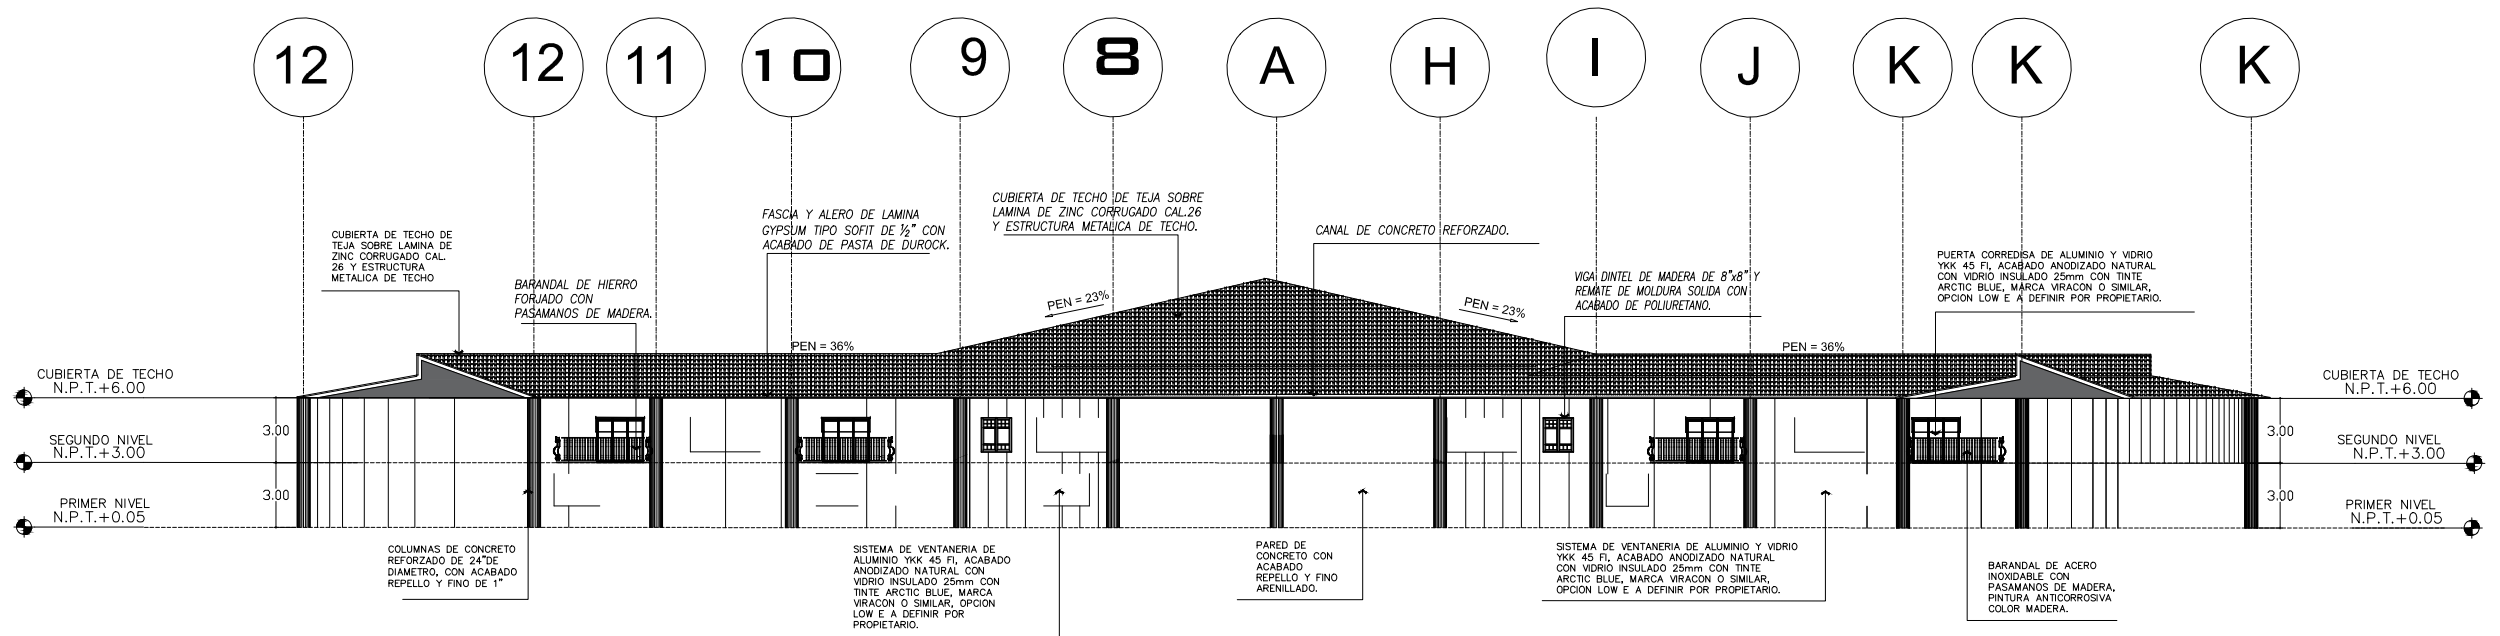 12
12
11
10
9
8
A
H
I
J
K
K
K
CUBIERTA DE TECHO DE
TEJA SOBRE LAMINA DE
ZINC CORRUGADO CAL.
26 Y ESTRUCTURA
METALICA DE TECHO
BARANDAL DE HIERRO
FORJADO CON
PASAMANOS DE MADERA.
FASCIA Y ALERO DE LAMINA
GYPSUM TIPO SOFIT DE ½" CON
ACABADO DE PASTA DE DUROCK.
CUBIERTA DE TECHO DE TEJA SOBRE
LAMINA DE ZINC CORRUGADO CAL.26
Y ESTRUCTURA METALICA DE TECHO.
CANAL DE CONCRETO REFORZADO.
VIGA DINTEL DE MADERA DE 8"x8" Y
REMATE DE MOLDURA SOLIDA CON
ACABADO DE POLIURETANO.
PUERTA CORREDISA DE ALUMINIO Y VIDRIO
YKK 45 FI, ACABADO ANODIZADO NATURAL
CON VIDRIO INSULADO 25mm CON TINTE
ARCTIC BLUE, MARCA VIRACON O SIMILAR,
OPCION LOW E A DEFINIR POR PROPIETARIO.
PEN = 23%
PEN = 23%
PEN = 36%
PEN = 36%
CUBIERTA DE TECHO
N.P.T.+6.00
SEGUNDO NIVEL
N.P.T.+3.00
PRIMER NIVEL
N.P.T.+0.05
3.00
3.00
CUBIERTA DE TECHO
N.P.T.+6.00
SEGUNDO NIVEL
N.P.T.+3.00
PRIMER NIVEL
N.P.T.+0.05
3.00
3.00
COLUMNAS DE CONCRETO
REFORZADO DE 24"DE
DIAMETRO, CON ACABADO
REPELLO Y FINO DE 1"
SISTEMA DE VENTANERIA DE
ALUMINIO YKK 45 FI, ACABADO
ANODIZADO NATURAL CON
VIDRIO INSULADO 25mm CON
TINTE ARCTIC BLUE, MARCA
VIRACON O SIMILAR, OPCION
LOW E A DEFINIR POR
PROPIETARIO.
PARED DE
CONCRETO CON
ACABADO
REPELLO Y FINO
ARENILLADO.
SISTEMA DE VENTANERIA DE ALUMINIO Y VIDRIO
YKK 45 FI, ACABADO ANODIZADO NATURAL
CON VIDRIO INSULADO 25mm CON TINTE
ARCTIC BLUE, MARCA VIRACON O SIMILAR,
OPCION LOW E A DEFINIR POR PROPIETARIO.
BARANDAL DE ACERO
INOXIDABLE CON
PASAMANOS DE MADERA,
PINTURA ANTICORROSIVA
COLOR MADERA.